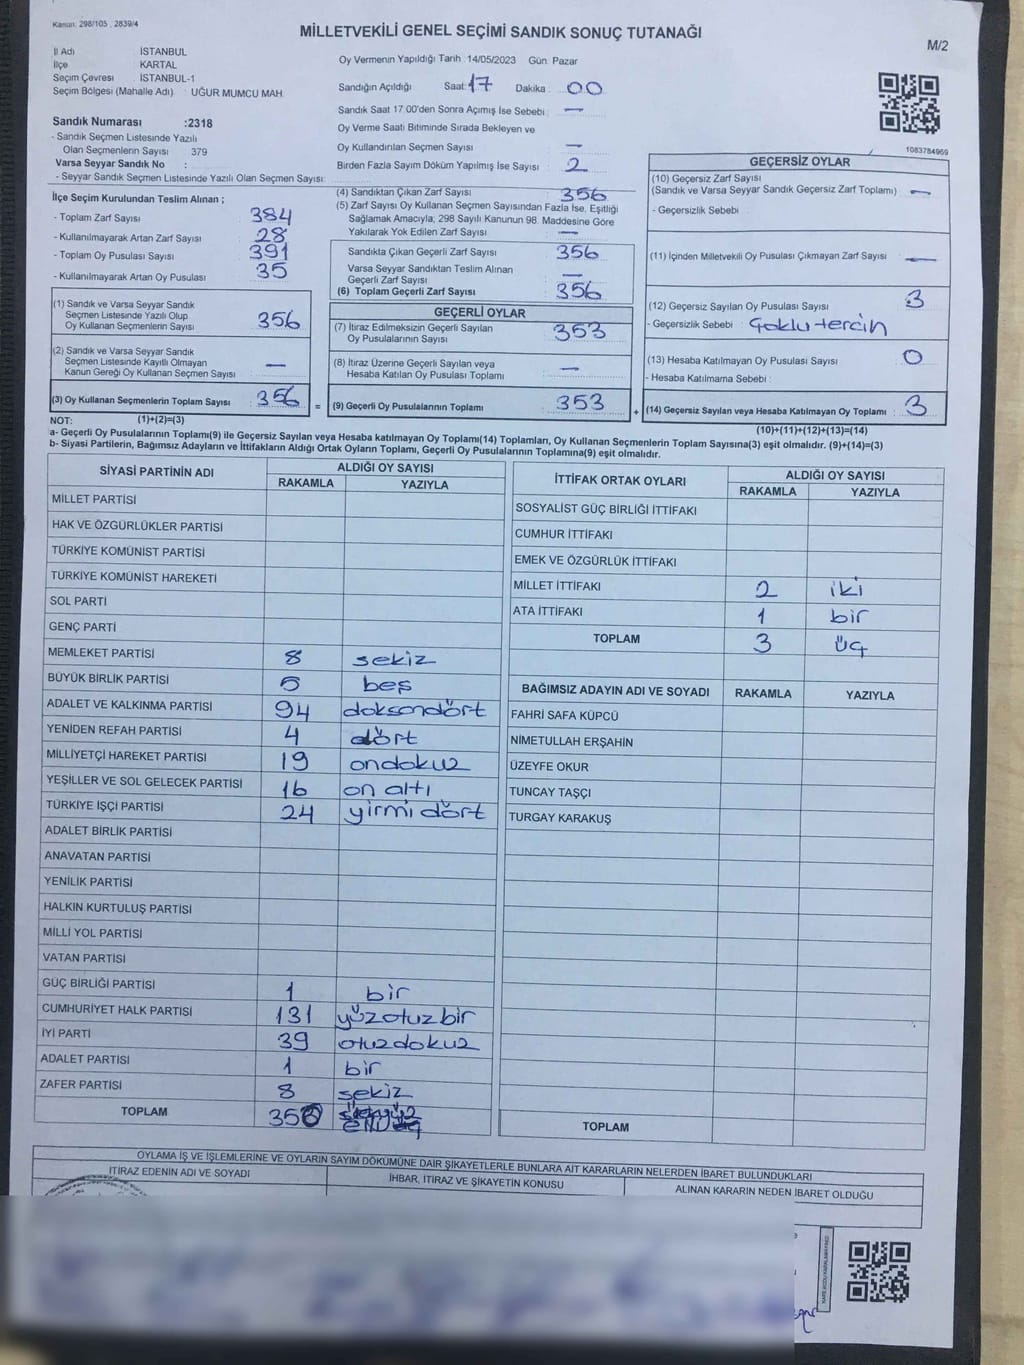 Kanun: 298/105 , 2839/4
MİLLETVEKİLİ GENEL SEÇİMİ SANDIK SONUÇ TUTANAĞI
M/2
İl Adı : İSTANBUL
İlçe : KARTAL
Seçim Çevresi : İSTANBUL-1
Seçim Bölgesi (Mahalle Adı) : UĞUR MUMCU MAH.
Sandık Numarası :2318
- Sandık Seçmen Listesinde Yazılı
Olan Seçmenlerin Sayısı : 379
Varsa Seyyar Sandık No :
- Seyyar Sandık Seçmen Listesinde Yazılı Olan Seçmen Sayısı:
Oy Vermenin Yapıldığı Tarih : 14/05/2023 Gün: Pazar
Sandığın Açıldığı Saat: 17 Dakika : 00
Sandık Saat 17:00'den Sonra Açımış İse Sebebi : —
Oy Verme Saati Bitiminde Sırada Bekleyen ve
Oy Kullandırılan Seçmen Sayısı : —
Birden Fazla Sayım Döküm Yapılmış İse Sayısı : 2
1083784969
İlçe Seçim Kurulundan Teslim Alınan ;
- Toplam Zarf Sayısı : 384
- Kullanılmayarak Artan Zarf Sayısı : 28
- Toplam Oy Pusulası Sayısı : 391
- Kullanılmayarak Artan Oy Pusulası : 35
(1) Sandık ve Varsa Seyyar Sandık
Seçmen Listesinde Yazılı Olup
Oy Kullanan Seçmenlerin Sayısı : 356
(2) Sandık ve Varsa Seyyar Sandık
Seçmen Listesinde Kayıtlı Olmayan
Kanun Gereği Oy Kullanan Seçmen Sayısı : —
(3) Oy Kullanan Seçmenlerin Toplam Sayısı : 356 =
(4) Sandıktan Çıkan Zarf Sayısı : 356
(5) Zarf Sayısı Oy Kullanan Seçmen Sayısından Fazla İse, Eşitliği
Sağlamak Amacıyla; 298 Sayılı Kanunun 98. Maddesine Göre
Yakılarak Yok Edilen Zarf Sayısı : —
Sandıkta Çıkan Geçerli Zarf Sayısı : 356
Varsa Seyyar Sandıktan Teslim Alınan
Geçerli Zarf Sayısı : —
(6) Toplam Geçerli Zarf Sayısı : 356
GEÇERLİ OYLAR
(7) İtiraz Edilmeksizin Geçerli Sayılan
Oy Pusulalarının Sayısı : 353
(8) İtiraz Üzerine Geçerli Sayılan veya
Hesaba Katılan Oy Pusulası Toplamı : —
(9) Geçerli Oy Pusulalarının Toplamı : 353 +
GEÇERSİZ OYLAR
(10) Geçersiz Zarf Sayısı
(Sandık ve Varsa Seyyar Sandık Geçersiz Zarf Toplamı) : —
- Geçersizlik Sebebi :
(11) İçinden Milletvekili Oy Pusulası Çıkmayan Zarf Sayısı : —
(12) Geçersiz Sayılan Oy Pusulası Sayısı : 3
- Geçersizlik Sebebi : Çoklu tercih
(13) Hesaba Katılmayan Oy Pusulası Sayısı : 0
- Hesaba Katılmama Sebebi :
(14) Geçersiz Sayılan veya Hesaba Katılmayan Oy Toplamı : 3
NOT: (1)+(2)=(3)
(10)+(11)+(12)+(13)=(14)
a- Geçerli Oy Pusulalarının Toplamı(9) ile Geçersiz Sayılan veya Hesaba katılmayan Oy Toplamı(14) Toplamları, Oy Kullanan Seçmenlerin Toplam Sayısına(3) eşit olmalıdır. (9)+(14)=(3)
b- Siyasi Partilerin, Bağımsız Adayların ve İttifakların Aldığı Ortak Oyların Toplamı, Geçerli Oy Pusulalarının Toplamına(9) eşit olmalıdır.
SİYASİ PARTİNİN ADI ALDIĞI OY SAYISI
RAKAMLA YAZIYLA
MİLLET PARTİSİ
HAK VE ÖZGÜRLÜKLER PARTİSİ
TÜRKİYE KOMÜNİST PARTİSİ
TÜRKİYE KOMÜNİST HAREKETİ
SOL PARTİ
GENÇ PARTİ
MEMLEKET PARTİSİ 8 sekiz
BÜYÜK BİRLİK PARTİSİ 5 beş
ADALET VE KALKINMA PARTİSİ 94 doksandört
YENİDEN REFAH PARTİSİ 4 dört
MİLLİYETÇİ HAREKET PARTİSİ 19 ondokuz
YEŞİLLER VE SOL GELECEK PARTİSİ 16 on altı
TÜRKİYE İŞÇİ PARTİSİ 24 yirmi dört
ADALET BİRLİK PARTİSİ
ANAVATAN PARTİSİ
YENİLİK PARTİSİ
HALKIN KURTULUŞ PARTİSİ
MİLLİ YOL PARTİSİ
VATAN PARTİSİ
GÜÇ BİRLİĞİ PARTİSİ 1 bir
CUMHURİYET HALK PARTİSİ 131 yüzotuzbir
İYİ PARTİ 39 otuzdokuz
ADALET PARTİSİ 1 bir
ZAFER PARTİSİ 8 sekiz
TOPLAM
İTTİFAK ORTAK OYLARI ALDIĞI OY SAYISI
RAKAMLA YAZIYLA
SOSYALİST GÜÇ BİRLİĞİ İTTİFAKI
CUMHUR İTTİFAKI
EMEK VE ÖZGÜRLÜK İTTİFAKI
MİLLET İTTİFAKI 2 iki
ATA İTTİFAKI 1 bir
TOPLAM 3 üç
BAĞIMSIZ ADAYIN ADI VE SOYADI RAKAMLA YAZIYLA
FAHRİ SAFA KÜPCÜ
NİMETULLAH ERŞAHİN
ÜZEYFE OKUR
TUNCAY TAŞÇI
TURGAY KARAKUŞ
TOPLAM
OYLAMA İŞ VE İŞLEMLERİNE VE OYLARIN SAYIM DÖKÜMÜNE DAİR ŞİKAYETLERLE BUNLARA AİT KARARLARIN NELERDEN İBARET BULUNDUKLARI
İTİRAZ EDENİN ADI VE SOYADI İHBAR, İTİRAZ VE ŞİKAYETİN KONUSU ALINAN KARARIN NEDEN İBARET OLDUĞU